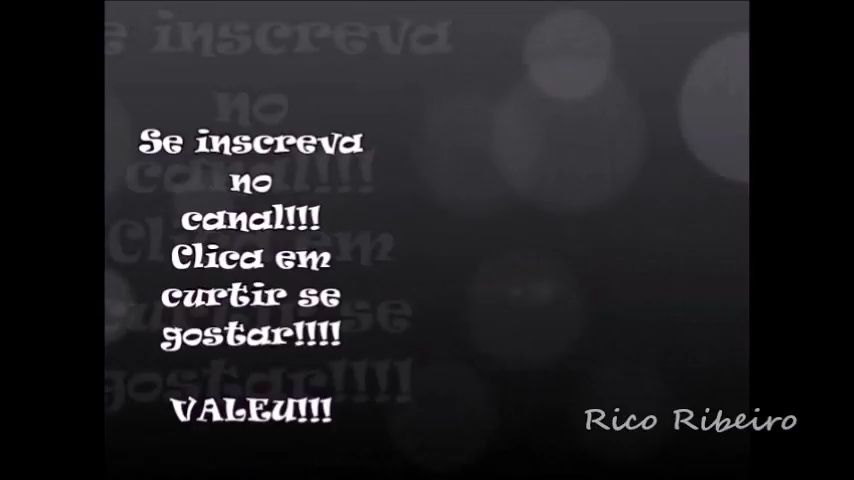 Se inscreva
no
canal!!!
Clica em
curtir se
gostar!!!!
VALEU!!!
Rico Ribeiro